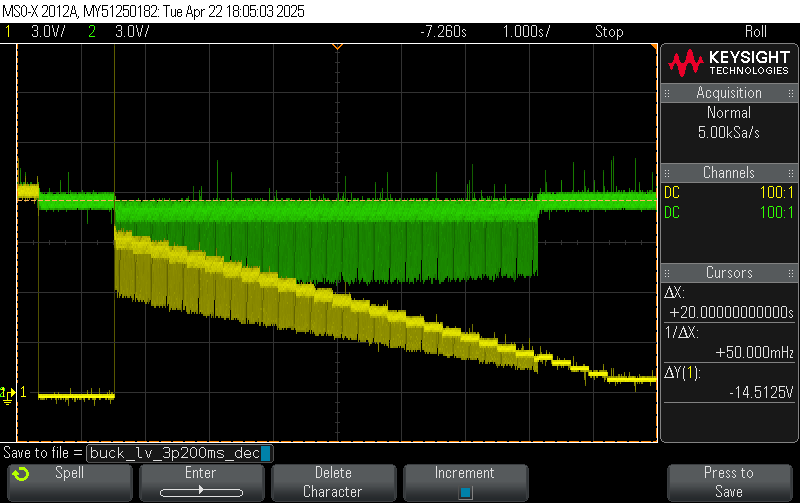 MSO-X 2012A, MY51250182: Tue Apr 22 18:05:03 2025
1 3.0V/ 2 3.0V/ -7.260s 1.000s/ Stop Roll
KEYSIGHT
TECHNOLOGIES
Acquisition
Normal
5.00kSa/s
Channels
DC 100:1
DC 100:1
Cursors
ΔX:
+20.00000000000s
1/ΔX:
+50.000mHz
ΔY(1):
-14.5125V
1
Save to file = buck_lv_3p200ms_dec
Spell
Enter
Delete
Character
Increment
Press to
Save